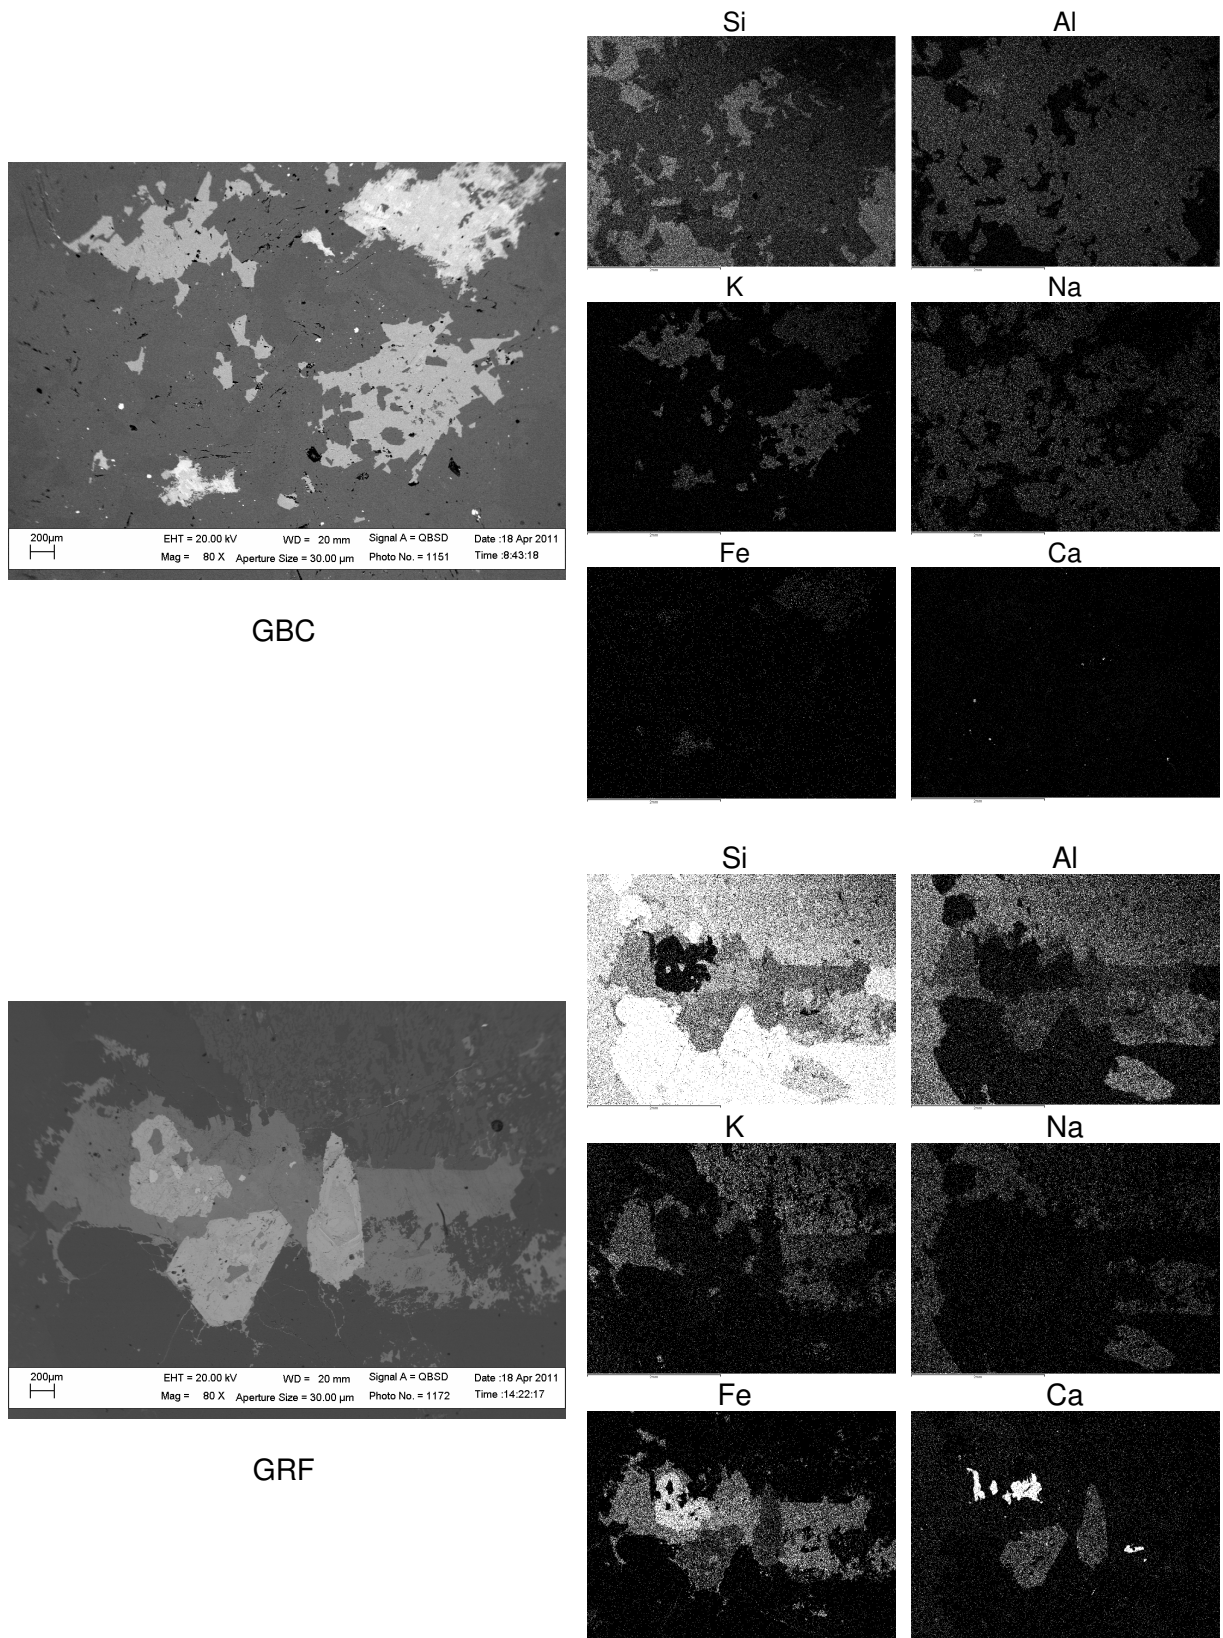 Si Al
K Na
Fe Ca
200µm EHT = 20.00 kV WD = 20 mm Signal A = QBSD Date :18 Apr 2011
Mag = 80 X Aperture Size = 30.00 µm Photo No. = 1151 Time :8:43:18
GBC
Si Al
K Na
Fe Ca
200µm EHT = 20.00 kV WD = 20 mm Signal A = QBSD Date :18 Apr 2011
Mag = 80 X Aperture Size = 30.00 µm Photo No. = 1172 Time :14:22:17
GRF